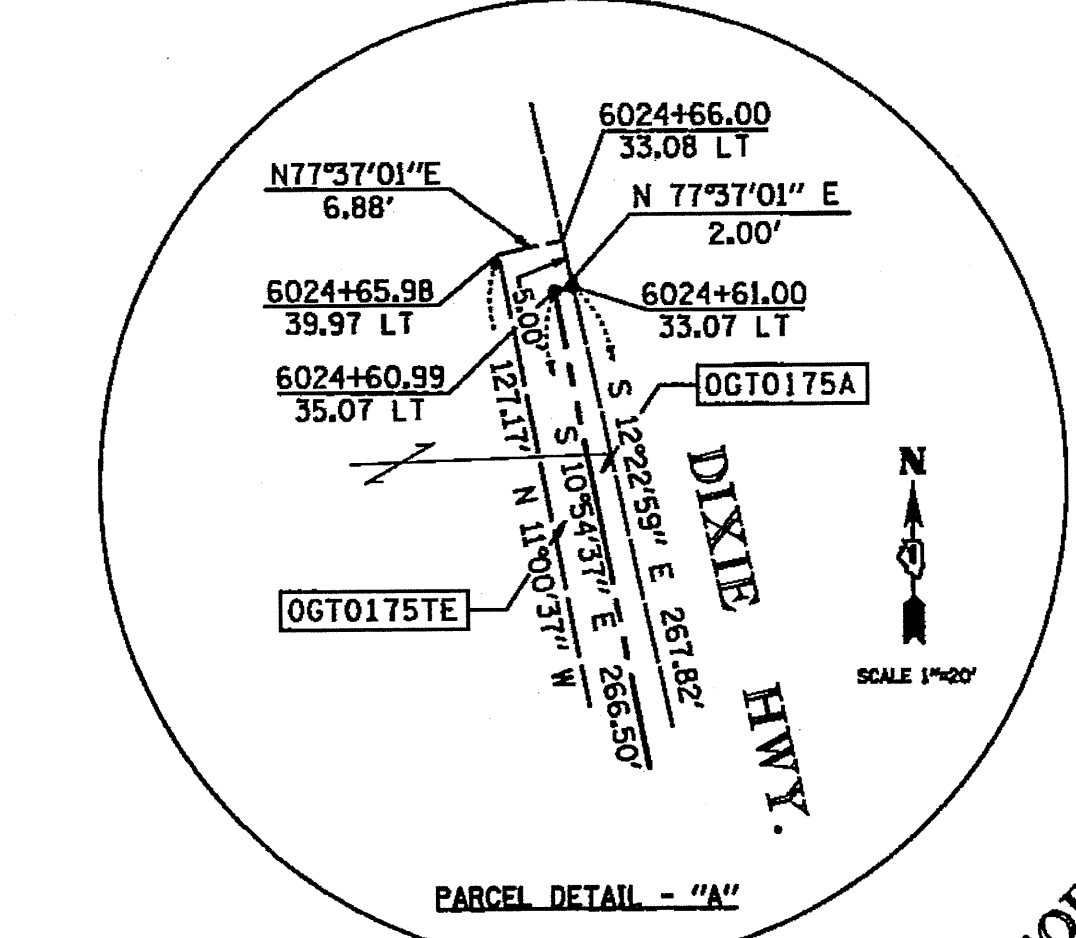 6024+66.00
33.08 LT
N77°37'01"E
6.88'
N 77°37'01" E
2.00'
6024+65.98
39.97 LT
5.00'
6024+61.00
33.07 LT
6024+60.99
35.07 LT
0GT0175A
127.17' N 11°00'37" W
S 10°54'37" E 266.50'
S 12°22'59" E 267.82'
DIXIE HWY.
N
0GT0175TE
SCALE 1"=20'
PARCEL DETAIL - "A"